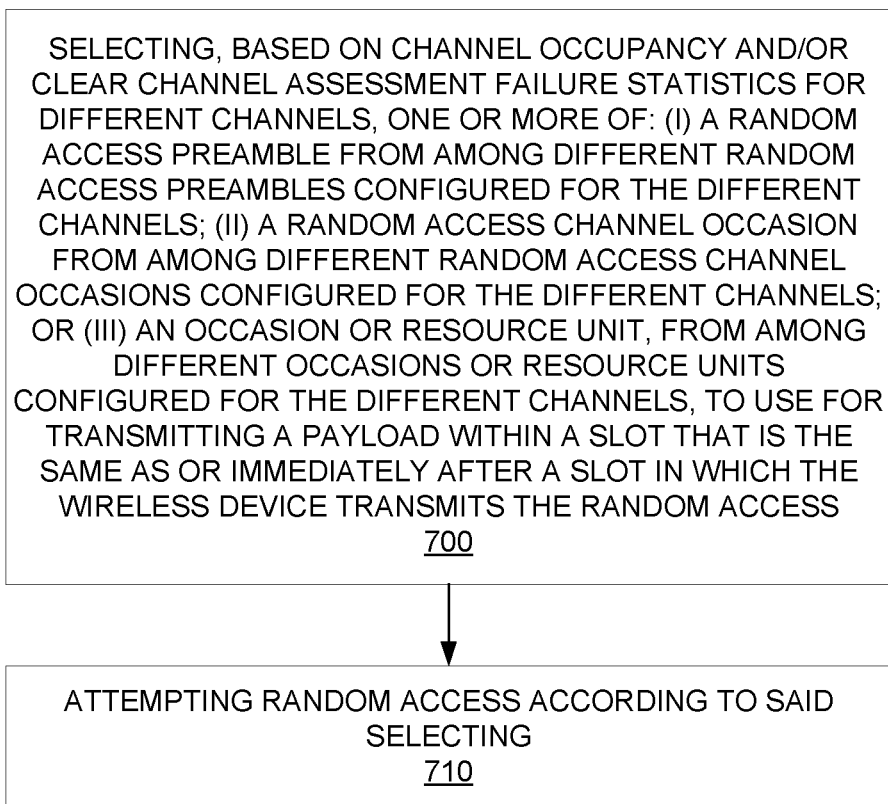 SELECTING, BASED ON CHANNEL OCCUPANCY AND/OR
CLEAR CHANNEL ASSESSMENT FAILURE STATISTICS FOR
DIFFERENT CHANNELS, ONE OR MORE OF: (I) A RANDOM
ACCESS PREAMBLE FROM AMONG DIFFERENT RANDOM
ACCESS PREAMBLES CONFIGURED FOR THE DIFFERENT
CHANNELS; (II) A RANDOM ACCESS CHANNEL OCCASION
FROM AMONG DIFFERENT RANDOM ACCESS CHANNEL
OCCASIONS CONFIGURED FOR THE DIFFERENT CHANNELS;
OR (III) AN OCCASION OR RESOURCE UNIT, FROM AMONG
DIFFERENT OCCASIONS OR RESOURCE UNITS
CONFIGURED FOR THE DIFFERENT CHANNELS, TO USE FOR
TRANSMITTING A PAYLOAD WITHIN A SLOT THAT IS THE
SAME AS OR IMMEDIATELY AFTER A SLOT IN WHICH THE
WIRELESS DEVICE TRANSMITS THE RANDOM ACCESS
700
ATTEMPTING RANDOM ACCESS ACCORDING TO SAID
SELECTING
710